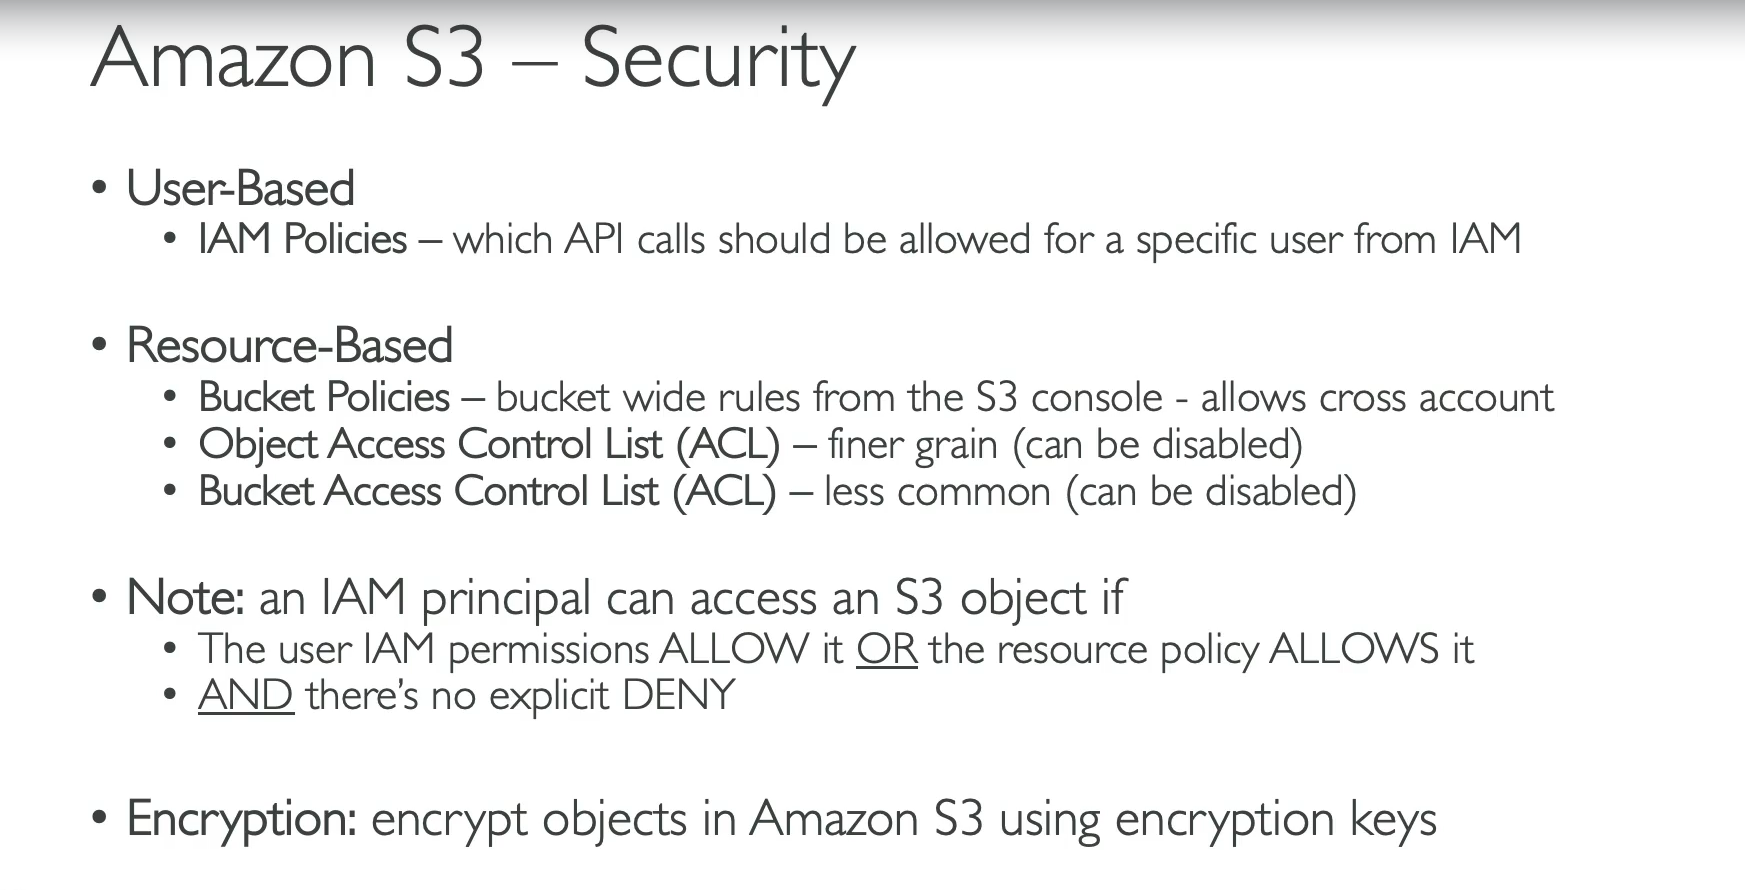 Amazon S3 – Security
• User-Based
• IAM Policies – which API calls should be allowed for a specific user from IAM
• Resource-Based
• Bucket Policies – bucket wide rules from the S3 console - allows cross account
• Object Access Control List (ACL) – finer grain (can be disabled)
• Bucket Access Control List (ACL) – less common (can be disabled)
• Note: an IAM principal can access an S3 object if
• The user IAM permissions ALLOW it OR the resource policy ALLOWS it
• AND there’s no explicit DENY
• Encryption: encrypt objects in Amazon S3 using encryption keys